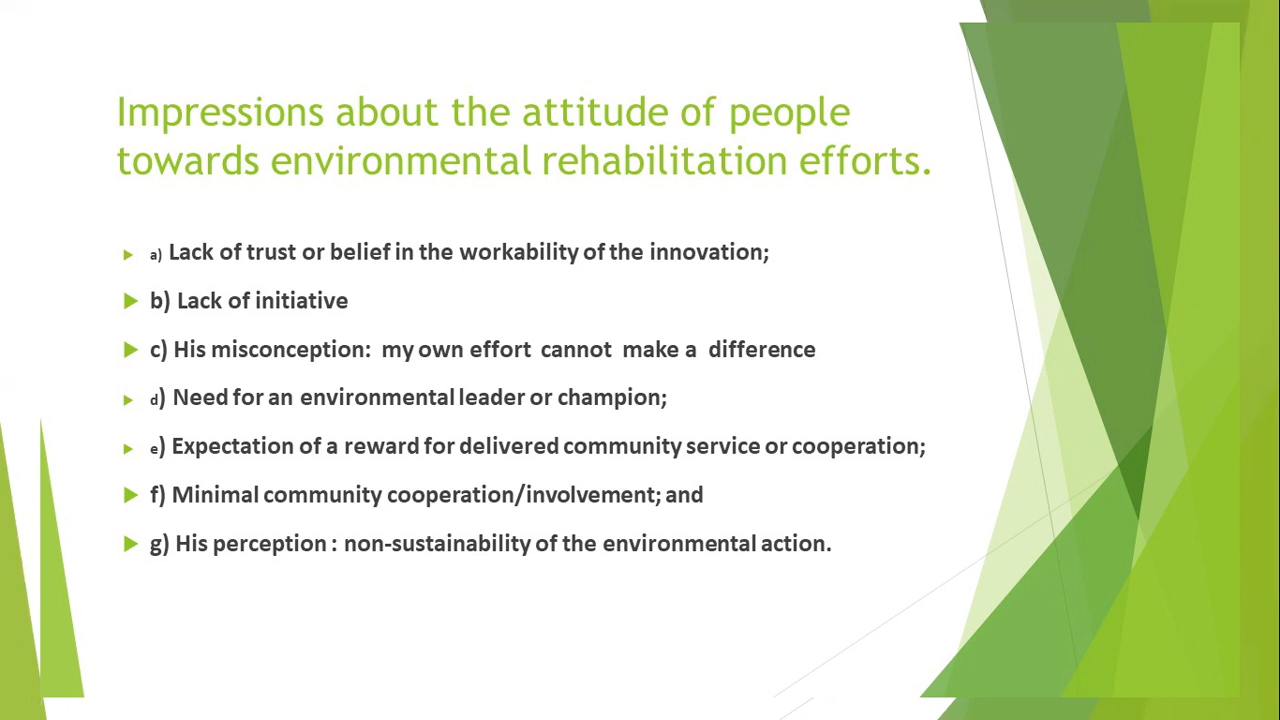 Impressions about the attitude of people
towards environmental rehabilitation efforts.
a) Lack of trust or belief in the workability of the innovation;
b) Lack of initiative
c) His misconception: my own effort cannot make a difference
d) Need for an environmental leader or champion;
e) Expectation of a reward for delivered community service or cooperation;
f) Minimal community cooperation/involvement; and
g) His perception : non-sustainability of the environmental action.